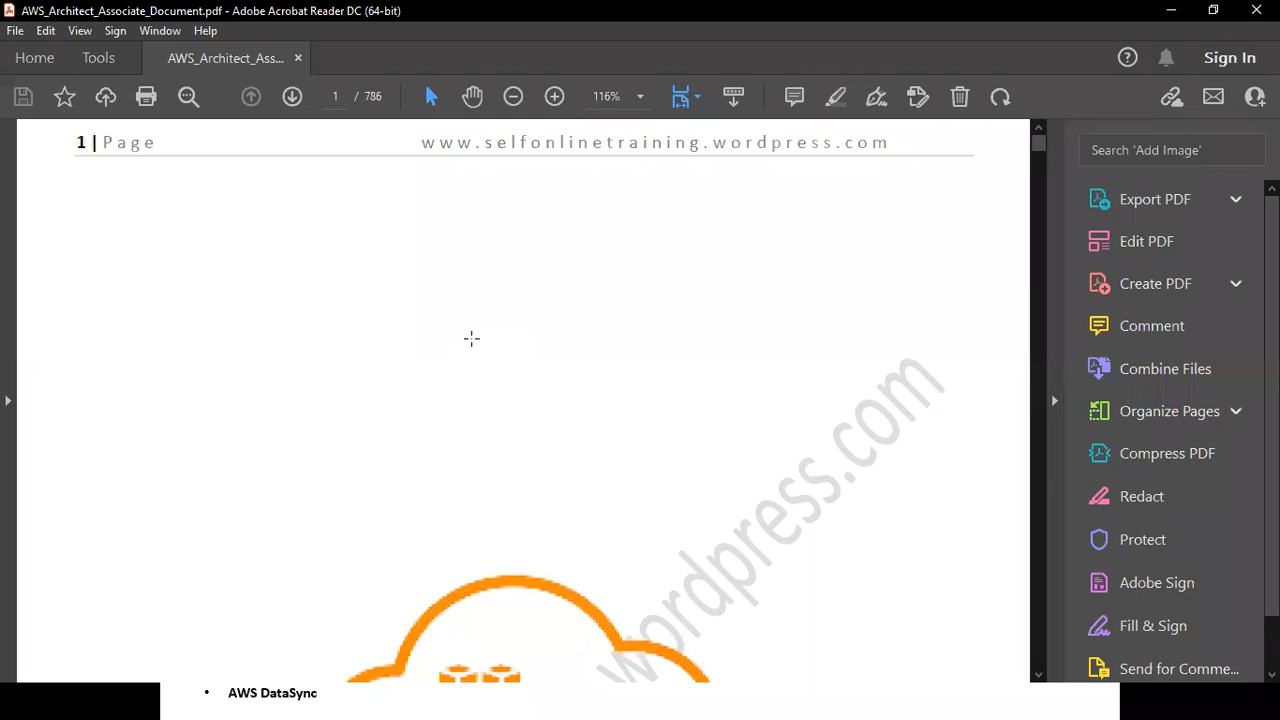 AWS_Architect_Associate_Document.pdf - Adobe Acrobat Reader DC (64-bit)
File Edit View Sign Window Help
Home Tools AWS_Architect_Ass... × Sign In
1 / 786 116%
1 | Page www.selfonlinetraining.wordpress.com
Search 'Add Image'
Export PDF
Edit PDF
Create PDF
Comment
Combine Files
Organize Pages
Compress PDF
Redact
Protect
Adobe Sign
Fill & Sign
Send for Comme...
wordpress.com
• AWS DataSync